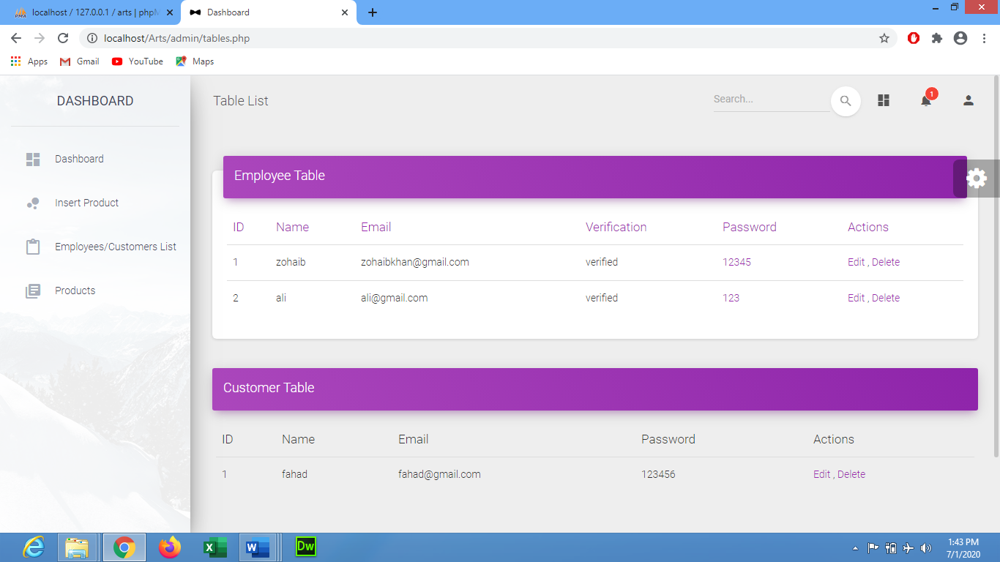 localhost / 127.0.0.1 / arts | phpM
Dashboard
localhost/Arts/admin/tables.php
Apps Gmail YouTube Maps
DASHBOARD
Dashboard
Insert Product
Employees/Customers List
Products
Table List
Search...
1
Employee Table
ID Name Email Verification Password Actions
1 zohaib zohaibkhan@gmail.com verified 12345 Edit , Delete
2 ali ali@gmail.com verified 123 Edit , Delete
Customer Table
ID Name Email Password Actions
1 fahad fahad@gmail.com 123456 Edit , Delete
1:43 PM
7/1/2020